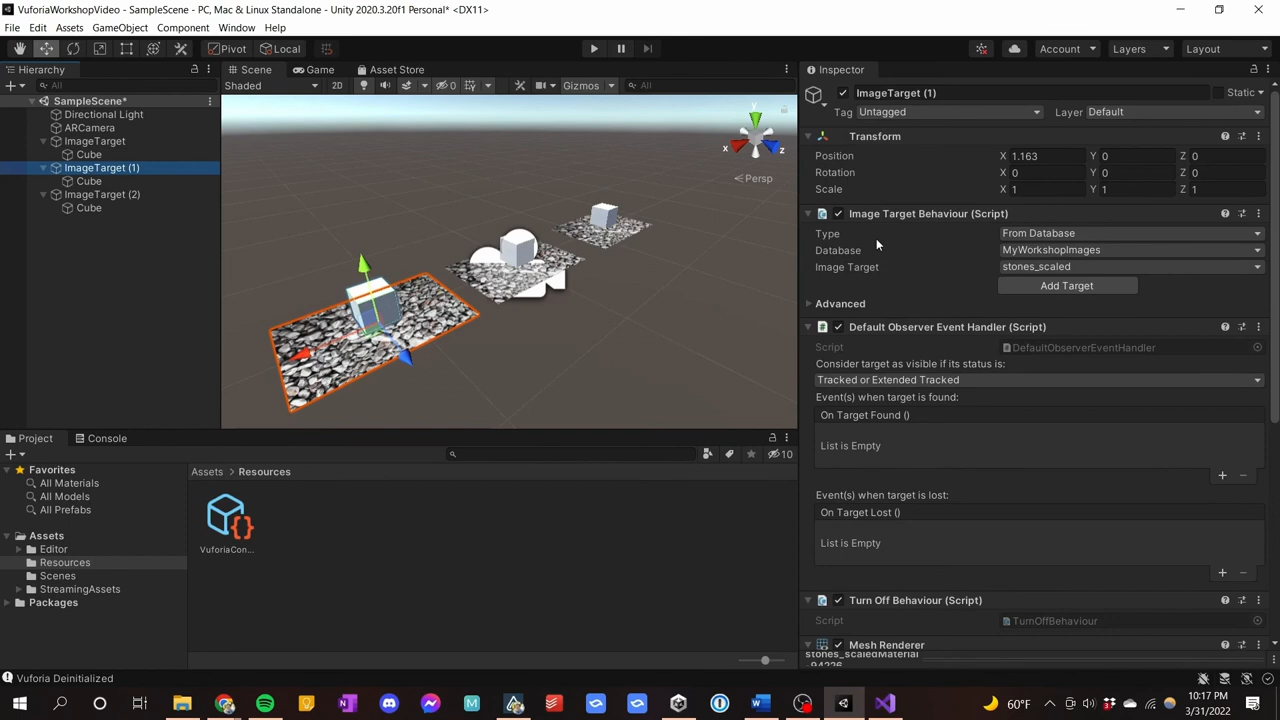 VuforiaWorkshopVideo - SampleScene - PC, Mac & Linux Standalone - Unity 2020.3.20f1 Personal* <DX11>
File Edit Assets GameObject Component Window Help
Pivot Local Account Layers Layout
Hierarchy
All
SampleScene*
Directional Light
ARCamera
ImageTarget
Cube
ImageTarget (1)
Cube
ImageTarget (2)
Cube
Scene Game Asset Store
Shaded 2D 0 Gizmos All
y
x
z
Persp
Project Console
10
Favorites
All Materials
All Models
All Prefabs
Assets
Editor
Resources
Scenes
StreamingAssets
Packages
Assets > Resources
VuforiaCon...
Inspector
ImageTarget (1) Static
Tag Untagged Layer Default
Transform
Position X 1.163 Y 0 Z 0
Rotation X 0 Y 0 Z 0
Scale X 1 Y 1 Z 1
Image Target Behaviour (Script)
Type From Database
Database MyWorkshopImages
Image Target stones_scaled
Add Target
Advanced
Default Observer Event Handler (Script)
Script DefaultObserverEventHandler
Consider target as visible if its status is:
Tracked or Extended Tracked
Event(s) when target is found:
On Target Found ()
List is Empty
Event(s) when target is lost:
On Target Lost ()
List is Empty
Turn Off Behaviour (Script)
Script TurnOffBehaviour
Mesh Renderer
stones_scaledMaterial
-94226
Vuforia Deinitialized
60°F
10:17 PM
3/31/2022